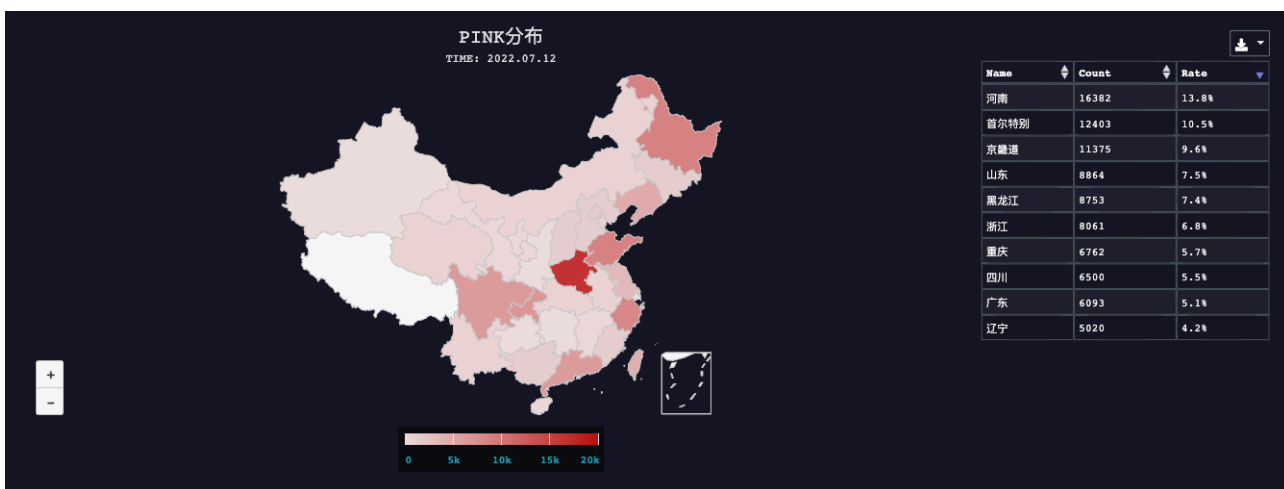 PINK分布
TIME: 2022.07.12
Name Count Rate
河南 16382 13.8%
首尔特别 12403 10.5%
京畿道 11375 9.6%
山东 8864 7.5%
黑龙江 8753 7.4%
浙江 8061 6.8%
重庆 6762 5.7%
四川 6500 5.5%
广东 6093 5.1%
辽宁 5020 4.2%
+
-
0 5k 10k 15k 20k